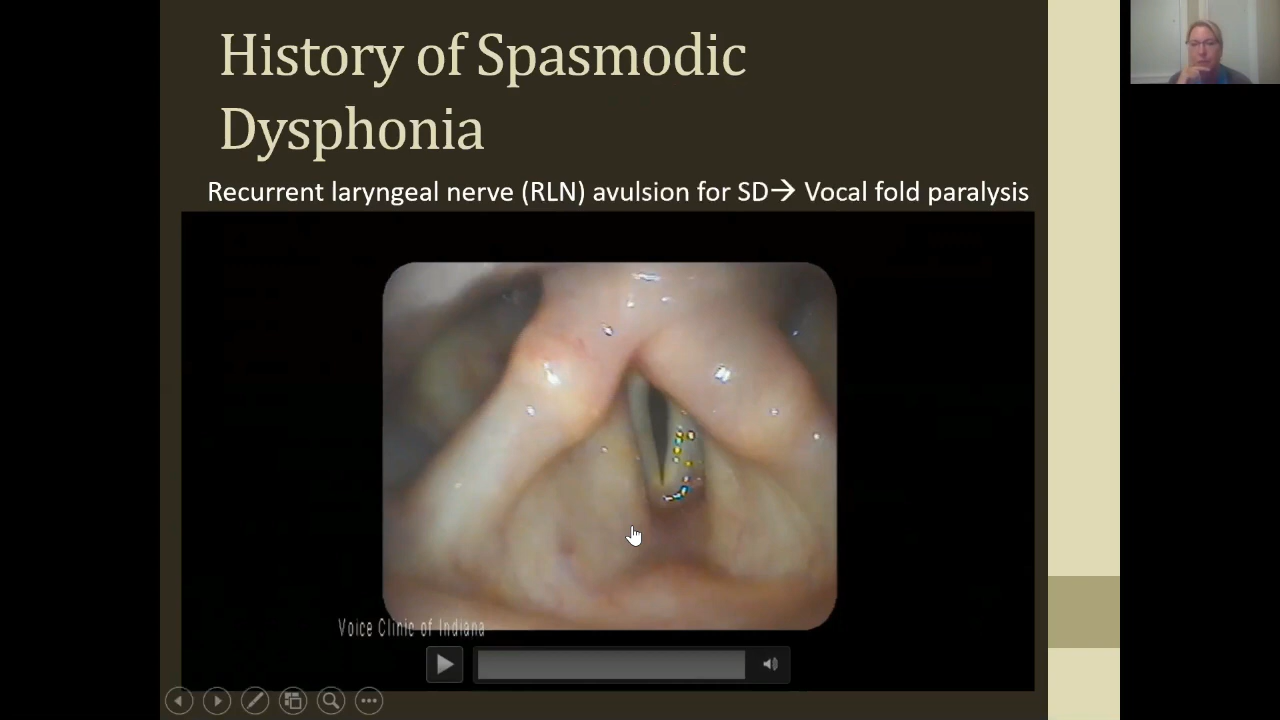 History of Spasmodic
Dysphonia
Recurrent laryngeal nerve (RLN) avulsion for SD→ Vocal fold paralysis
Voice Clinic of Indiana